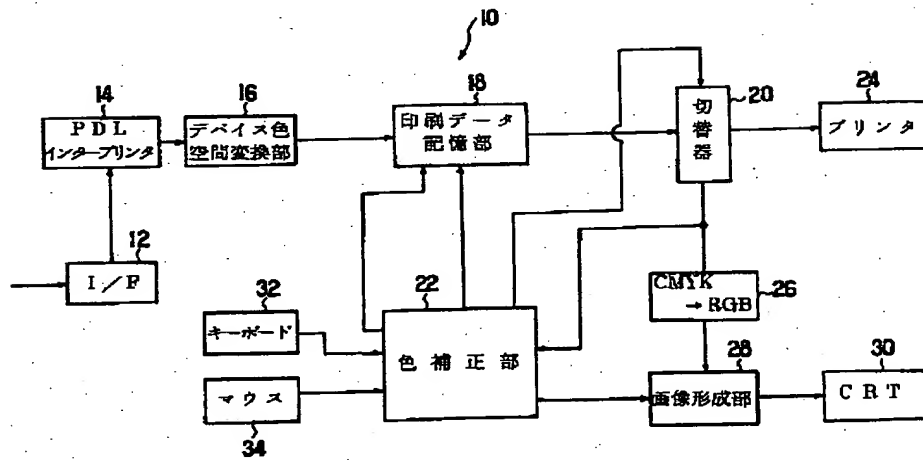 10
14
16
18
20
24
PDL
インタープリンタ
デバイス色
空間変換部
印刷データ
記憶部
切
替
器
プリンタ
12
I/F
32
キーボード
22
色補正部
CMYK
→RGB
26
マウス
34
28
画像形成部
30
CRT